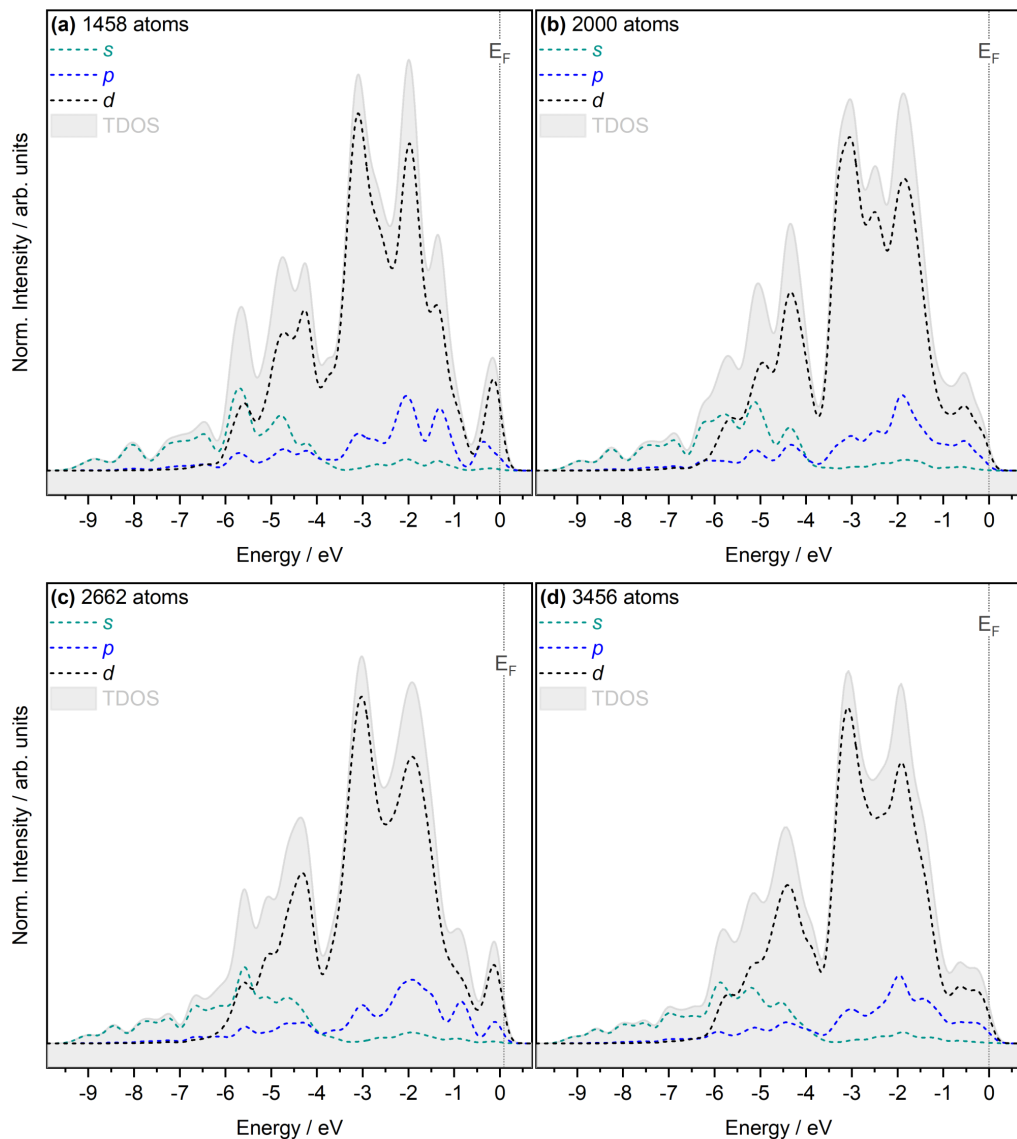 (a) 1458 atoms
s
p
d
TDOS
E_F
Norm. Intensity / arb. units
-9 -8 -7 -6 -5 -4 -3 -2 -1 0
Energy / eV
(b) 2000 atoms
s
p
d
TDOS
E_F
-9 -8 -7 -6 -5 -4 -3 -2 -1 0
Energy / eV
(c) 2662 atoms
s
p
d
TDOS
E_F
Norm. Intensity / arb. units
-9 -8 -7 -6 -5 -4 -3 -2 -1 0
Energy / eV
(d) 3456 atoms
s
p
d
TDOS
E_F
-9 -8 -7 -6 -5 -4 -3 -2 -1 0
Energy / eV